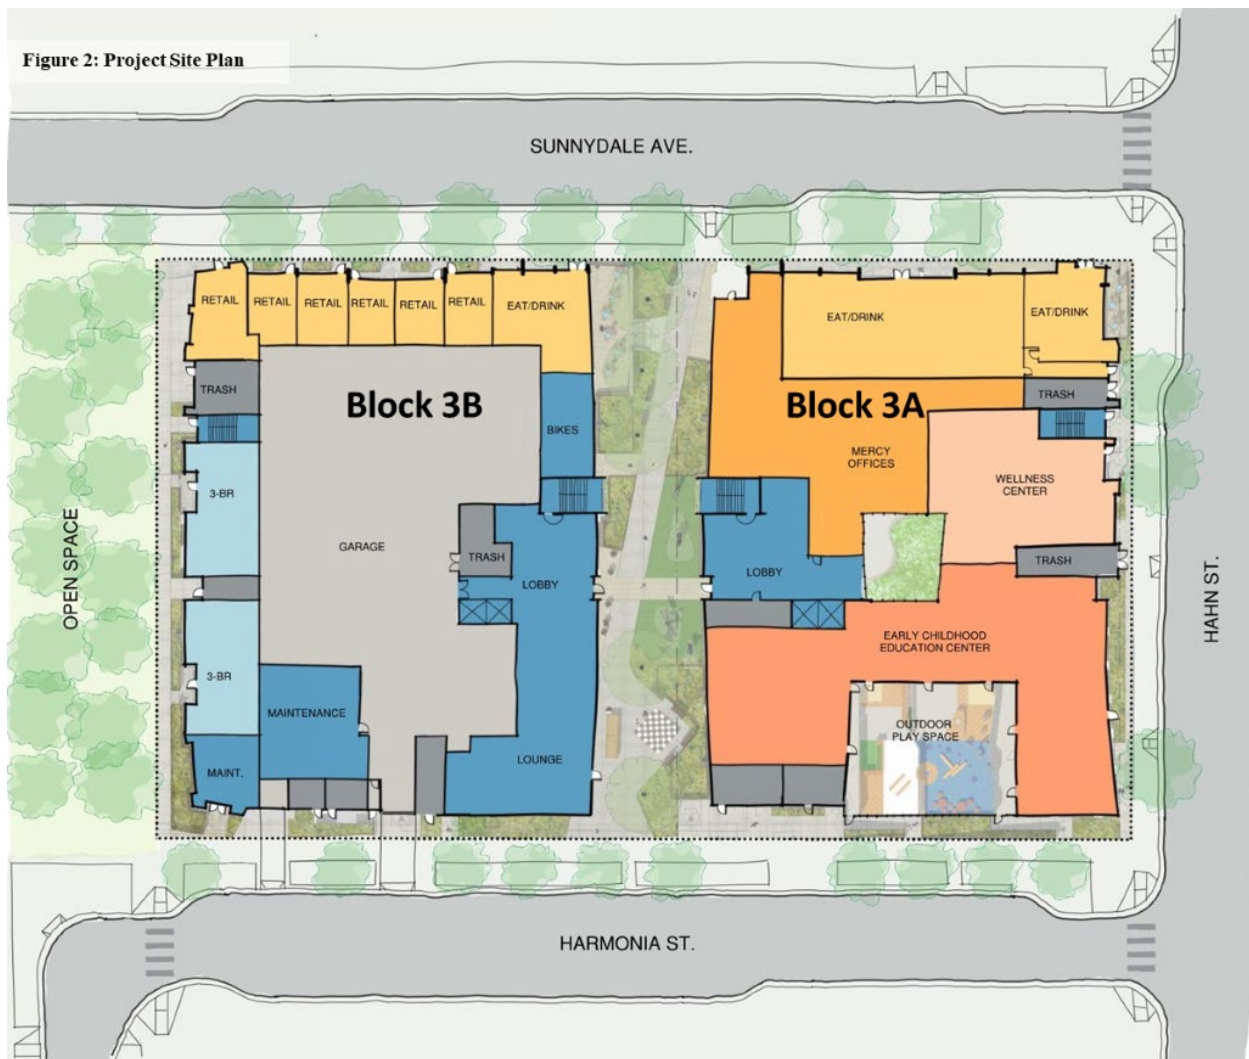 Figure 2: Project Site Plan
SUNNYDALE AVE.
RETAIL
RETAIL
RETAIL
RETAIL
RETAIL
RETAIL
EAT/DRINK
EAT/DRINK
EAT/DRINK
TRASH
Block 3B
BIKES
Block 3A
TRASH
MERCY
OFFICES
WELLNESS
CENTER
3-BR
GARAGE
TRASH
LOBBY
LOBBY
TRASH
OPEN SPACE
HAHN ST.
EARLY CHILDHOOD
EDUCATION CENTER
3-BR
MAINTENANCE
OUTDOOR
PLAY SPACE
MAINT.
LOUNGE
HARMONIA ST.